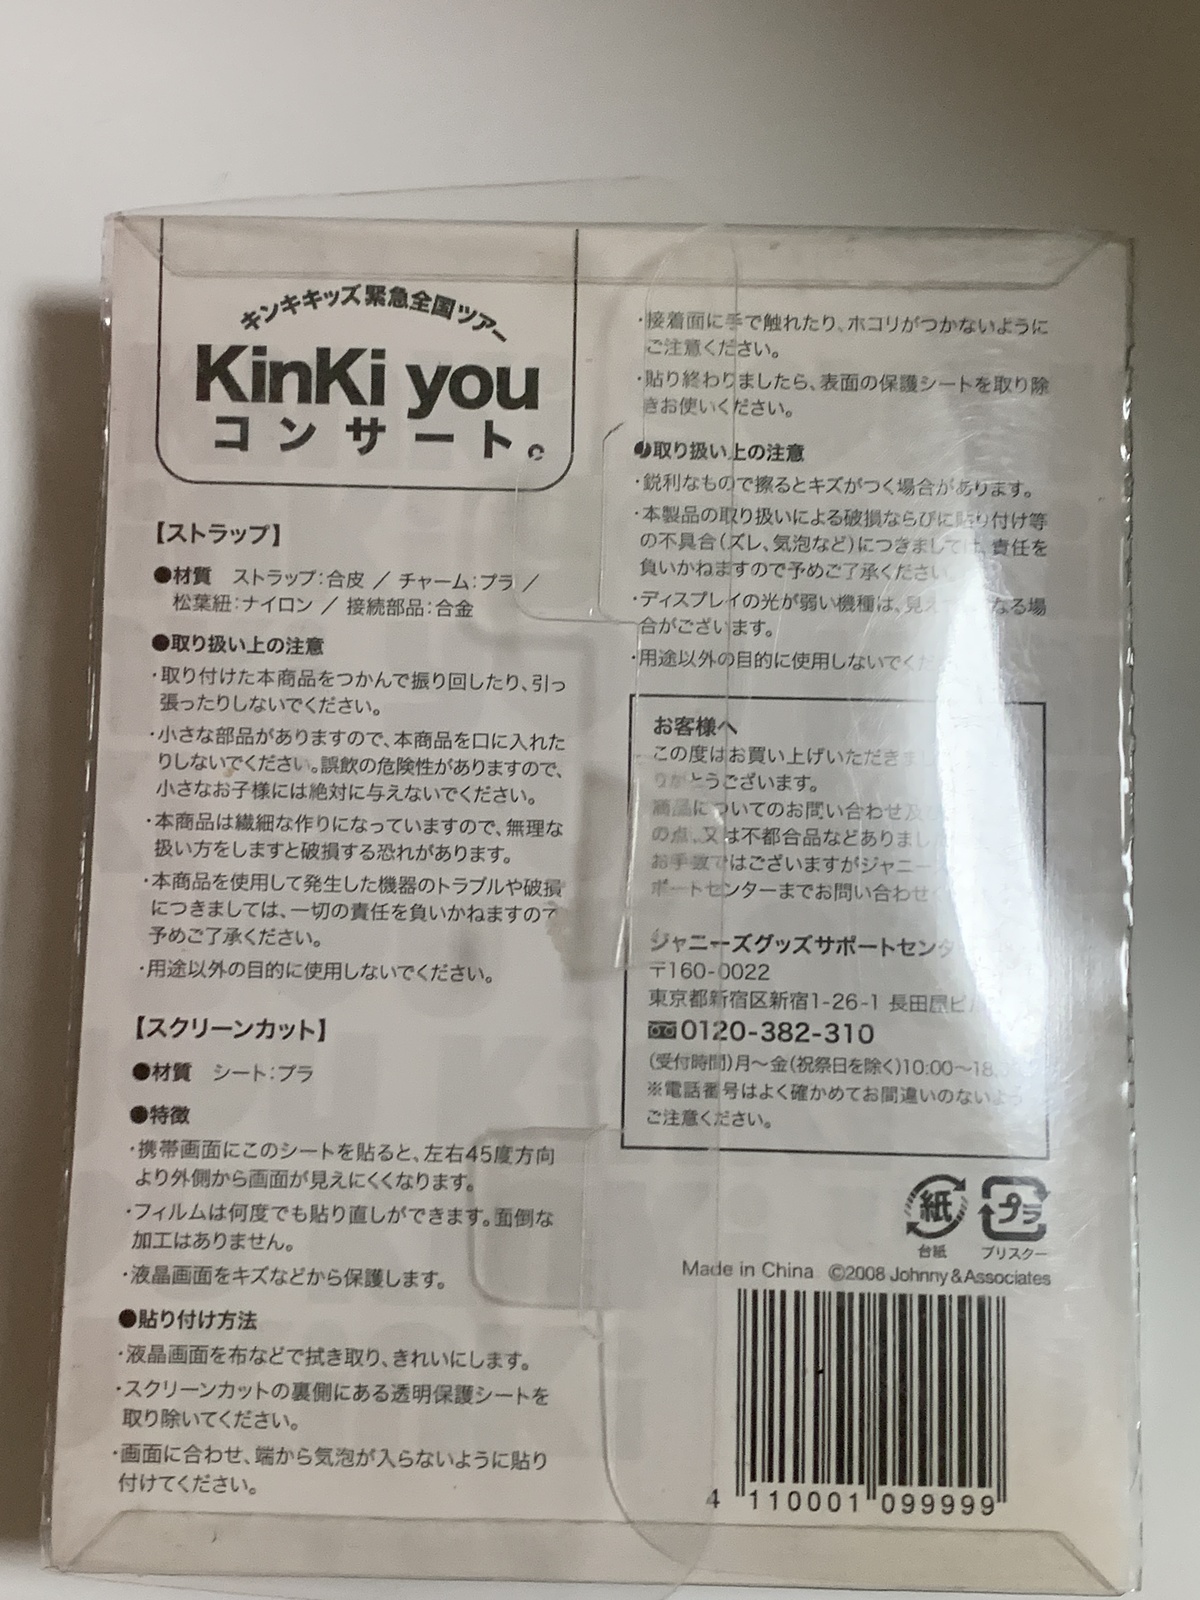 キンキキッズ緊急全国ツアー
KinKi you
コンサート。
【ストラップ】
●材質 ストラップ:合皮 / チャーム:プラ /
松葉紐:ナイロン / 接続部品:合金
●取り扱い上の注意
・取り付けた本商品をつかんで振り回したり、引っ
張ったりしないでください。
・小さな部品がありますので、本商品を口に入れた
りしないでください。誤飲の危険性がありますので、
小さなお子様には絶対に与えないでください。
・本商品は繊細な作りになっていますので、無理な
扱い方をしますと破損する恐れがあります。
・本商品を使用して発生した機器のトラブルや破損
につきましては、一切の責任を負いかねますので
予めご了承ください。
・用途以外の目的に使用しないでください。
【スクリーンカット】
●材質 シート:プラ
●特徴
・携帯画面にこのシートを貼ると、左右45度方向
より外側から画面が見えにくくなります。
・フィルムは何度でも貼り直しができます。面倒な
加工はありません。
・液晶画面をキズなどから保護します。
●貼り付け方法
・液晶画面を布などで拭き取り、きれいにします。
・スクリーンカットの裏側にある透明保護シートを
取り除いてください。
・画面に合わせ、端から気泡が入らないように貼り
付けてください。
・接着面に手で触れたり、ホコリがつかないように
ご注意ください。
・貼り終わりましたら、表面の保護シートを取り除
きお使いください。
●取り扱い上の注意
・鋭利なもので擦るとキズがつく場合があります。
・本製品の取り扱いによる破損ならびに貼り付け等
の不具合(ズレ、気泡など)につきましては、責任を
負いかねますので予めご了承ください。
・ディスプレイの光が弱い機種は、見え なる場
合がございます。
・用途以外の目的に使用しないでくだ
お客様へ
この度はお買い上げいただきまし
りがとうございます。
商品についてのお問い合わせ及び
の点、又は不都合品などありまし
お手数ではございますがジャニー
ポートセンターまでお問い合わせ
ジャニーズグッズサポートセンタ
〒160-0022
東京都新宿区新宿1-26-1 長田屋ビル
0120-382-310
(受付時間)月～金(祝祭日を除く)10:00～18:
※電話番号はよく確かめてお間違いのないよう
ご注意ください。
紙
台紙
プラ
ブリスター
Made in China ©2008 Johnny&Associates
4 110001 099999